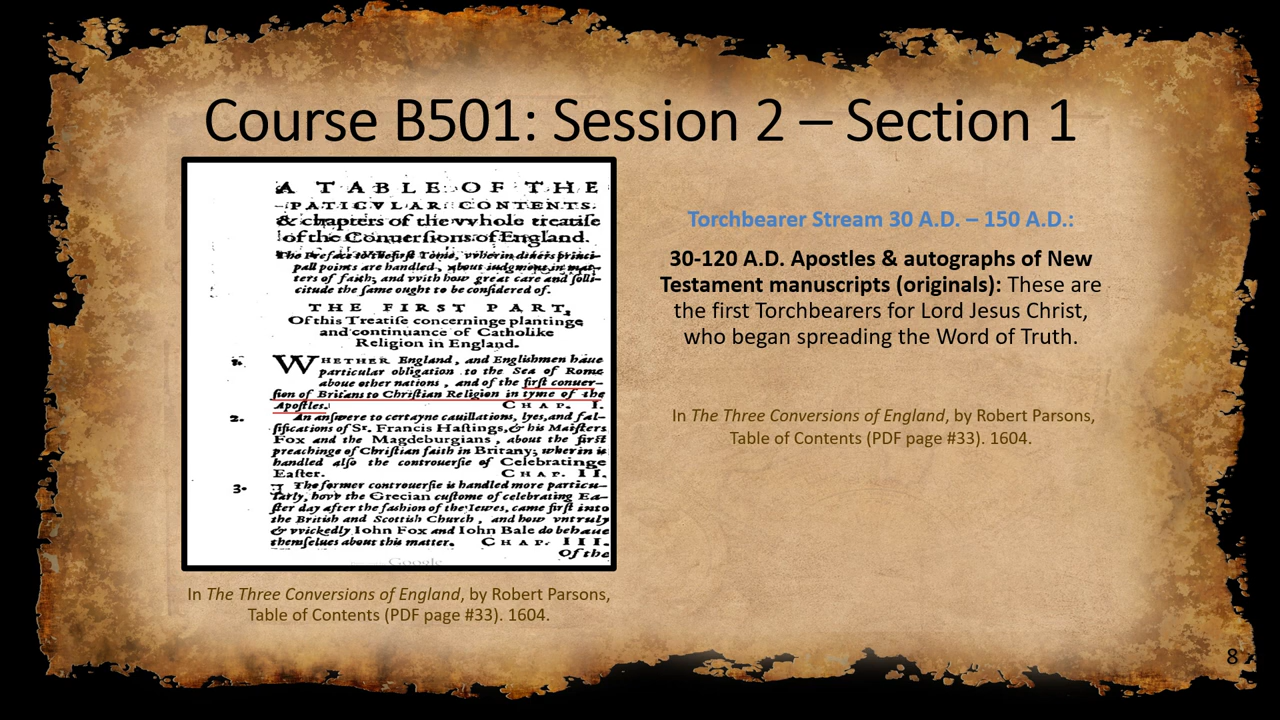 Course B501: Session 2 – Section 1
A TABLE OF THE
PATICVLAR CONTENTS.
& chapters of the vvhole treatise
of the Conuersions of England.
The Preface to the first Tome, vvherin diuers princi-
pall points are handled, about iudgment in mat-
ters of faith; and vvith how great care and solli-
citude the same ought to be considered of.
THE FIRST PART,
Of this Treatise concerninge plantinge
and continuance of Catholike
Religion in England.
1. WHETHER England, and Englishmen haue
particular obligation to the Sea of Rome
aboue other nations, and of the first conuer-
sion of Britans to Christian Religion in tyme of the
Apostles. CHAP. I.
2. An answere to certayne cauillations, lyes, and fal-
sifications of Sr. Francis Hastings, & his Maisters
Fox and the Magdeburgians, about the first
preachinge of Christian faith in Britany; wherin is
handled also the controuersie of Celebratinge
Easter. CHAP. II.
3. The former controuersie is handled more particu-
larly, hovv the Grecian custome of celebrating Ea-
ster day after the fashion of the Iewes, came first into
the British and Scottish Church, and how vntruly
& vvickedly Iohn Fox and Iohn Bale do behaue
themselues about this matter. CHAP. III.
Of the
Google
In The Three Conversions of England, by Robert Parsons,
Table of Contents (PDF page #33). 1604.
Torchbearer Stream 30 A.D. – 150 A.D.:
30-120 A.D. Apostles & autographs of New
Testament manuscripts (originals): These are
the first Torchbearers for Lord Jesus Christ,
who began spreading the Word of Truth.
In The Three Conversions of England, by Robert Parsons,
Table of Contents (PDF page #33). 1604.
8